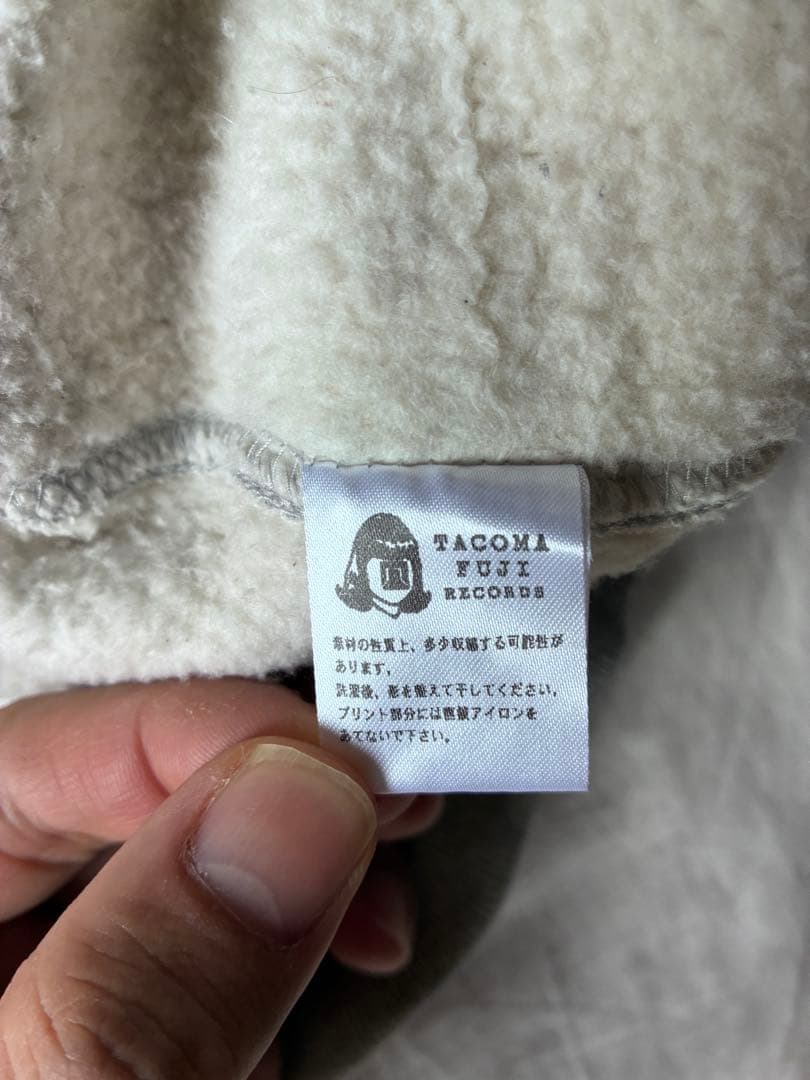 TACOMA
FUJI
RECORDS
素材の性質上、多少収縮する可能性が
あります。
洗濯後、形を整えて干してください。
プリント部分には直接アイロンを
あてないで下さい。